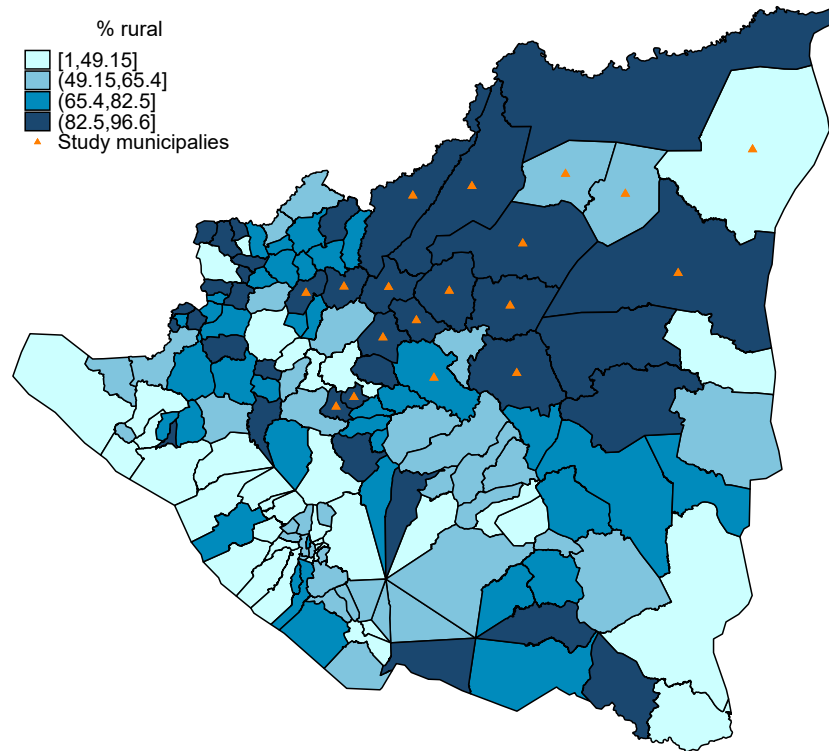 % rural
[1,49.15]
(49.15,65.4]
(65.4,82.5]
(82.5,96.6]
Study municipalies